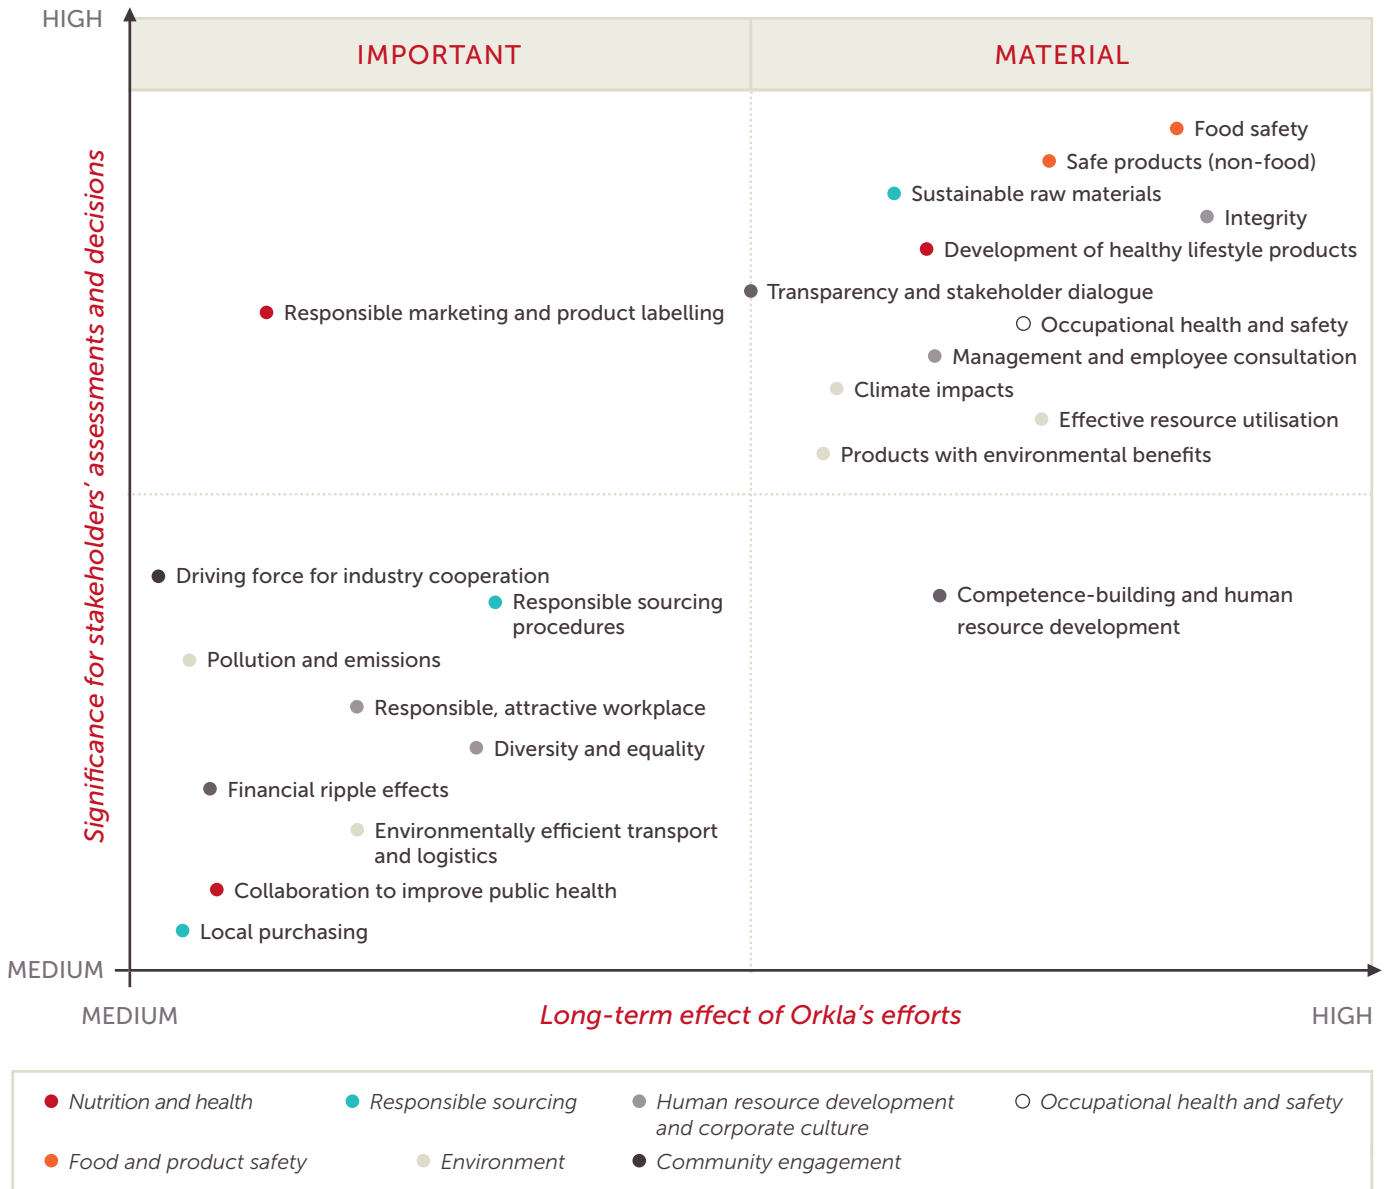 HIGH
IMPORTANT
MATERIAL
Significance for stakeholders’ assessments and decisions
Food safety
Safe products (non-food)
Sustainable raw materials
Integrity
Development of healthy lifestyle products
Transparency and stakeholder dialogue
Responsible marketing and product labelling
Occupational health and safety
Management and employee consultation
Climate impacts
Effective resource utilisation
Products with environmental benefits
Driving force for industry cooperation
Responsible sourcing
procedures
Competence-building and human
resource development
Pollution and emissions
Responsible, attractive workplace
Diversity and equality
Financial ripple effects
Environmentally efficient transport
and logistics
Collaboration to improve public health
Local purchasing
MEDIUM
MEDIUM
Long-term effect of Orkla’s efforts
HIGH
Nutrition and health
Responsible sourcing
Human resource development
and corporate culture
Occupational health and safety
Food and product safety
Environment
Community engagement